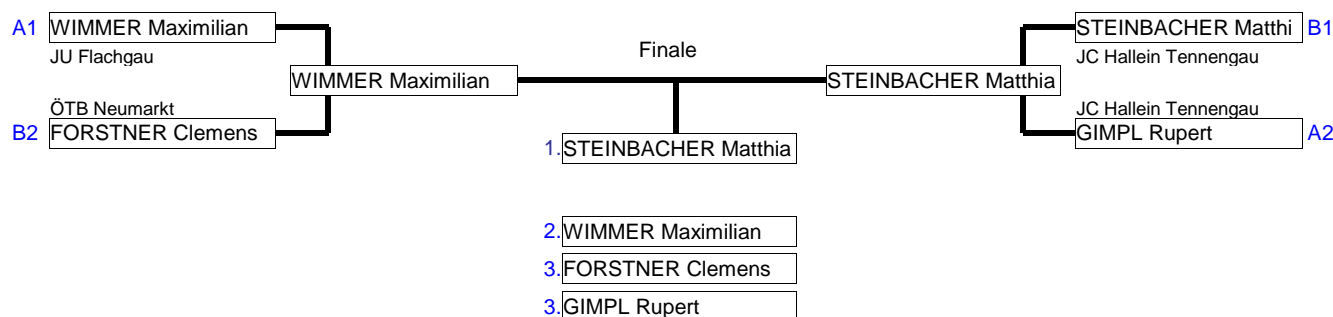 A1 WIMMER Maximilian
JU Flachgau
WIMMER Maximilian
ÖTB Neumarkt
B2 FORSTNER Clemens
Finale
STEINBACHER Matthi B1
JC Hallein Tennengau
STEINBACHER Matthia
JC Hallein Tennengau
GIMPL Rupert A2
1. STEINBACHER Matthia
2. WIMMER Maximilian
3. FORSTNER Clemens
3. GIMPL Rupert